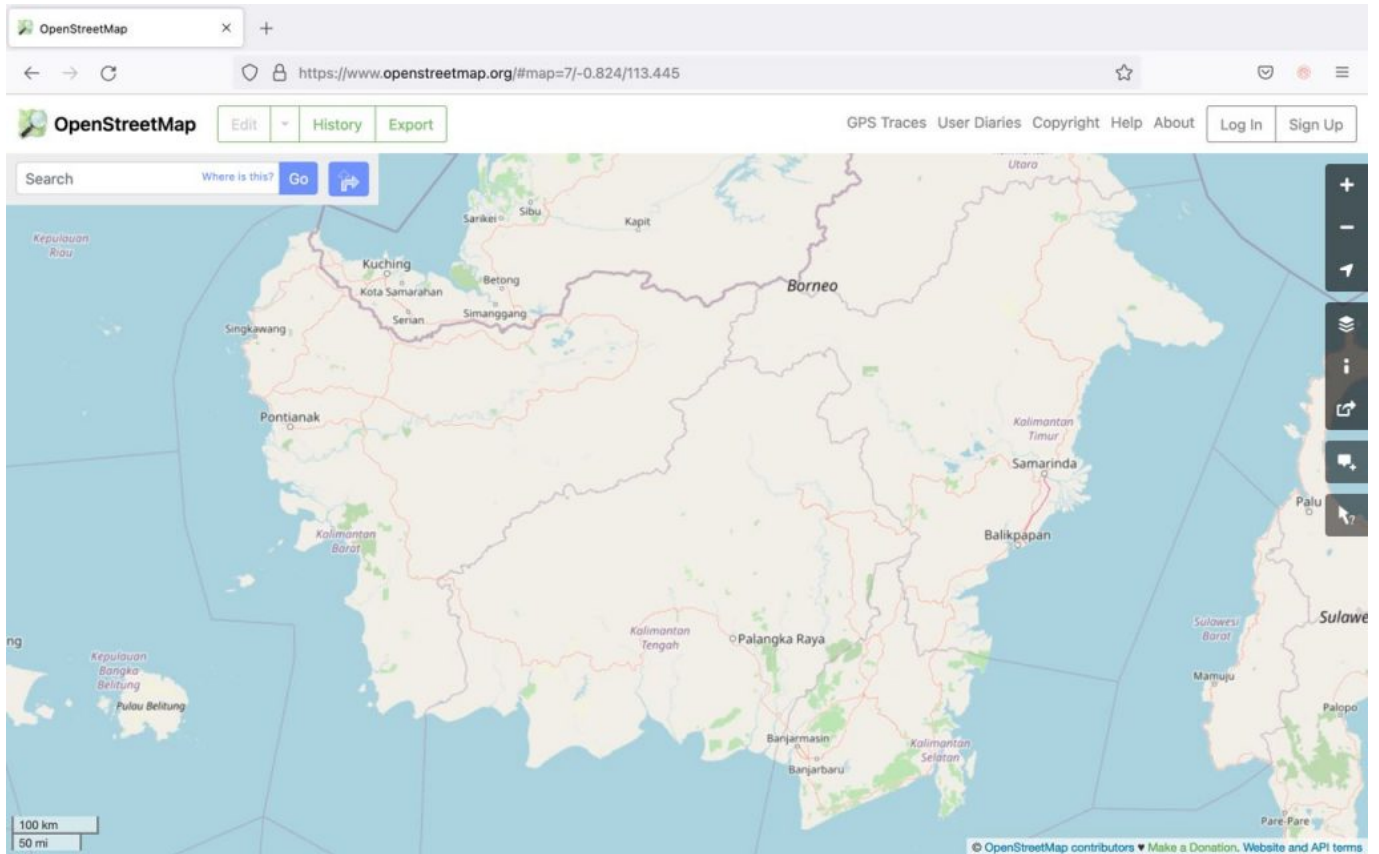 OpenStreetMap
https://www.openstreetmap.org/#map=7/-0.824/113.445
OpenStreetMap Edit History Export GPS Traces User Diaries Copyright Help About Log In Sign Up
Search Where is this? Go
Utara
Sarikei
Sibu
Kapit
Kepulauan
Riau
Kuching
Betong
Borneo
Kota Samarahan
Serian
Simanggang
Singkawang
Pontianak
Kalimantan
Timur
Samarinda
Palu
Kalimantan
Barat
Balikpapan
Sulawesi
Barat
Sulawe
Kalimantan
Tengah
Palangka Raya
ng
Kepulauan
Bangka
Belitung
Pulau Belitung
Mamuju
Palopo
Banjarmasin
Kalimantan
Selatan
Banjarbaru
Pare-Pare
100 km
50 mi
© OpenStreetMap contributors ♥ Make a Donation. Website and API terms